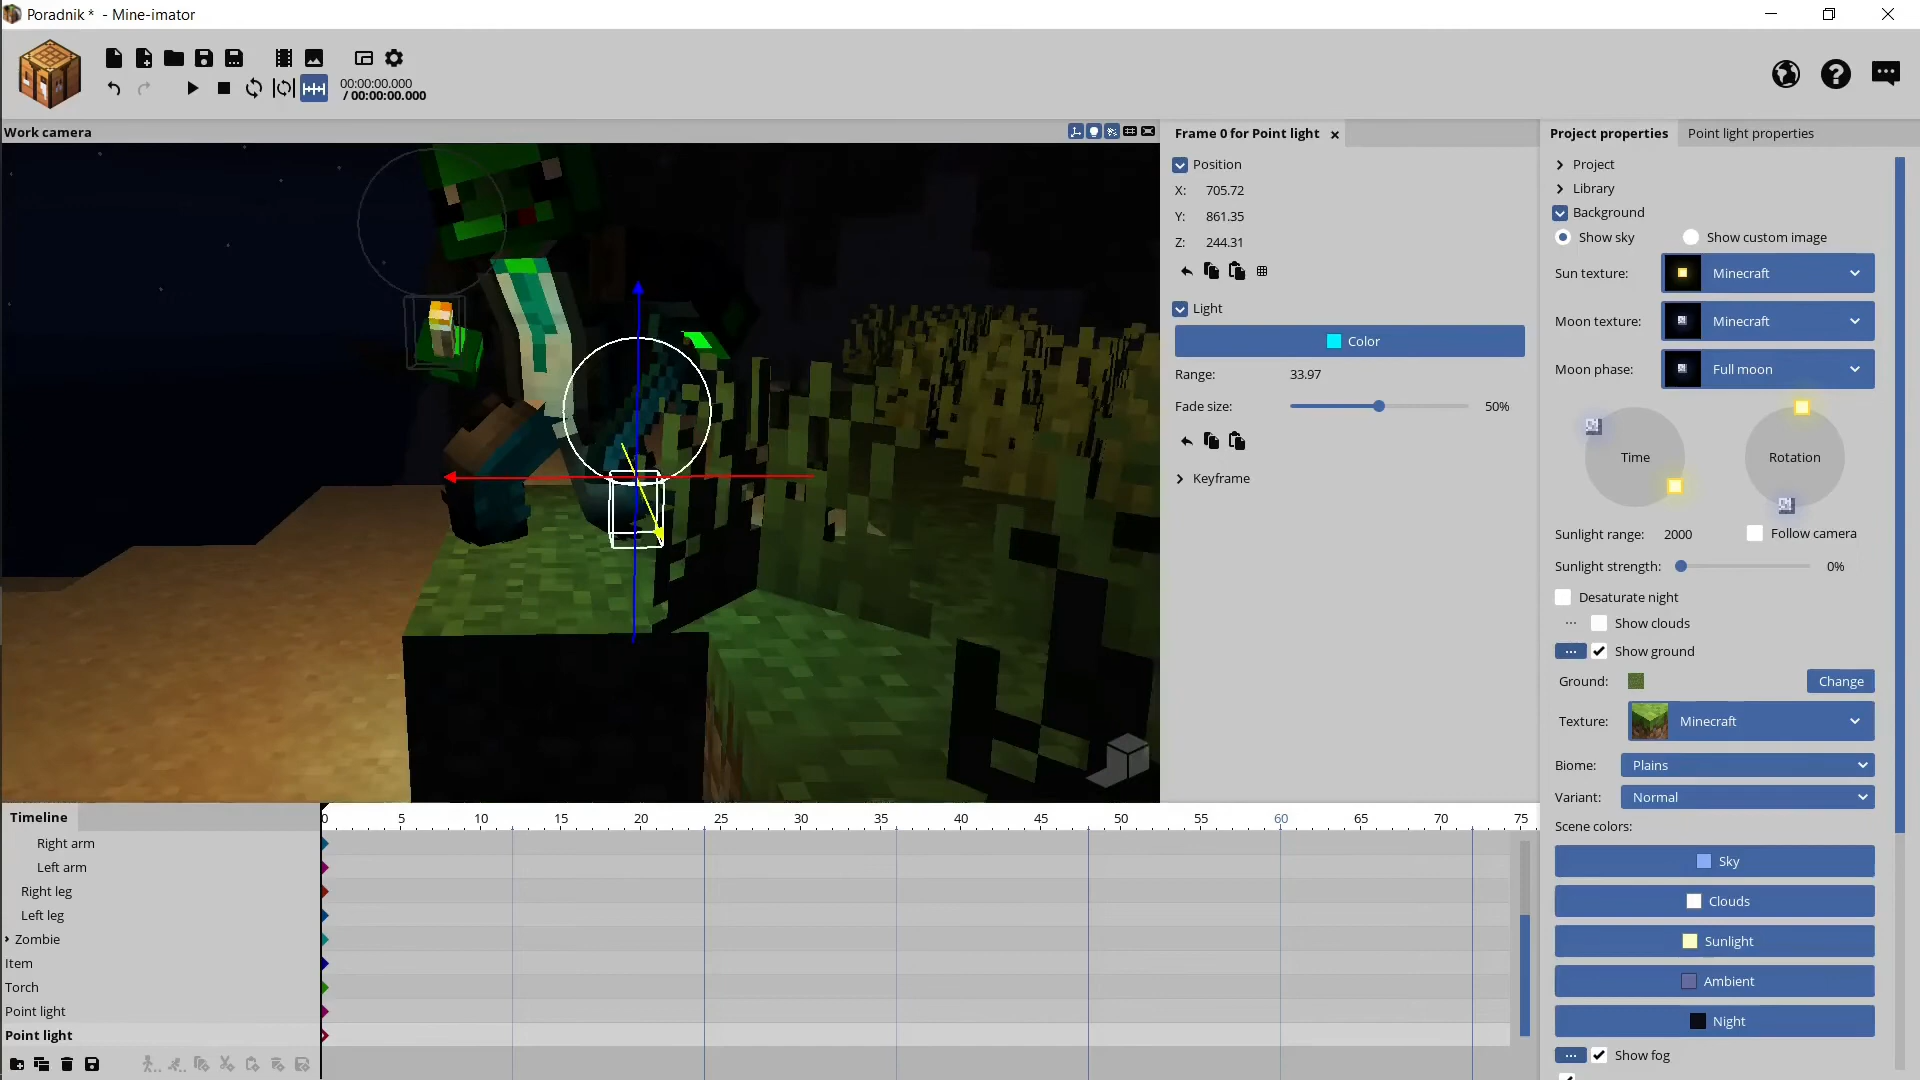 Poradnik * - Mine-imator
00:00:00.000
/ 00:00:00.000
Work camera
Frame 0 for Point light
Position
X: 705.72
Y: 861.35
Z: 244.31
Light
Color
Range: 33.97
Fade size: 50%
Keyframe
Project properties
Point light properties
Project
Library
Background
Show sky
Show custom image
Sun texture: Minecraft
Moon texture: Minecraft
Moon phase: Full moon
Time
Rotation
Sunlight range: 2000
Follow camera
Sunlight strength: 0%
Desaturate night
Show clouds
Show ground
Ground: Change
Texture: Minecraft
Biome: Plains
Variant: Normal
Scene colors:
Sky
Clouds
Sunlight
Ambient
Night
Show fog
Timeline
0 5 10 15 20 25 30 35 40 45 50 55 60 65 70 75
Right arm
Left arm
Right leg
Left leg
Zombie
Item
Torch
Point light
Point light